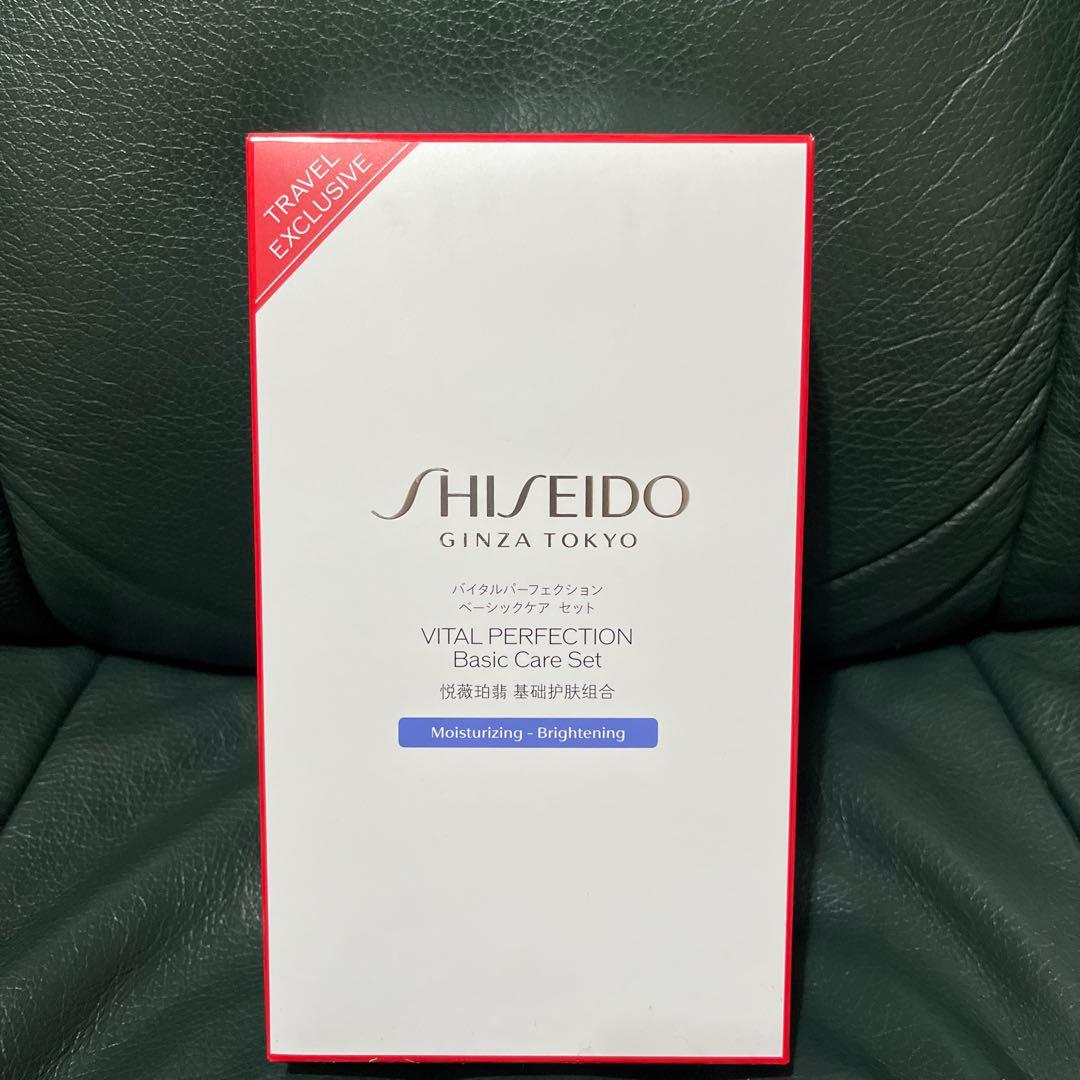 TRAVEL
EXCLUSIVE
SHISEIDO
GINZA TOKYO
バイタルパーフェクション
ベーシックケア セット
VITAL PERFECTION
Basic Care Set
悦薇珀翡 基础护肤组合
Moisturizing - Brightening